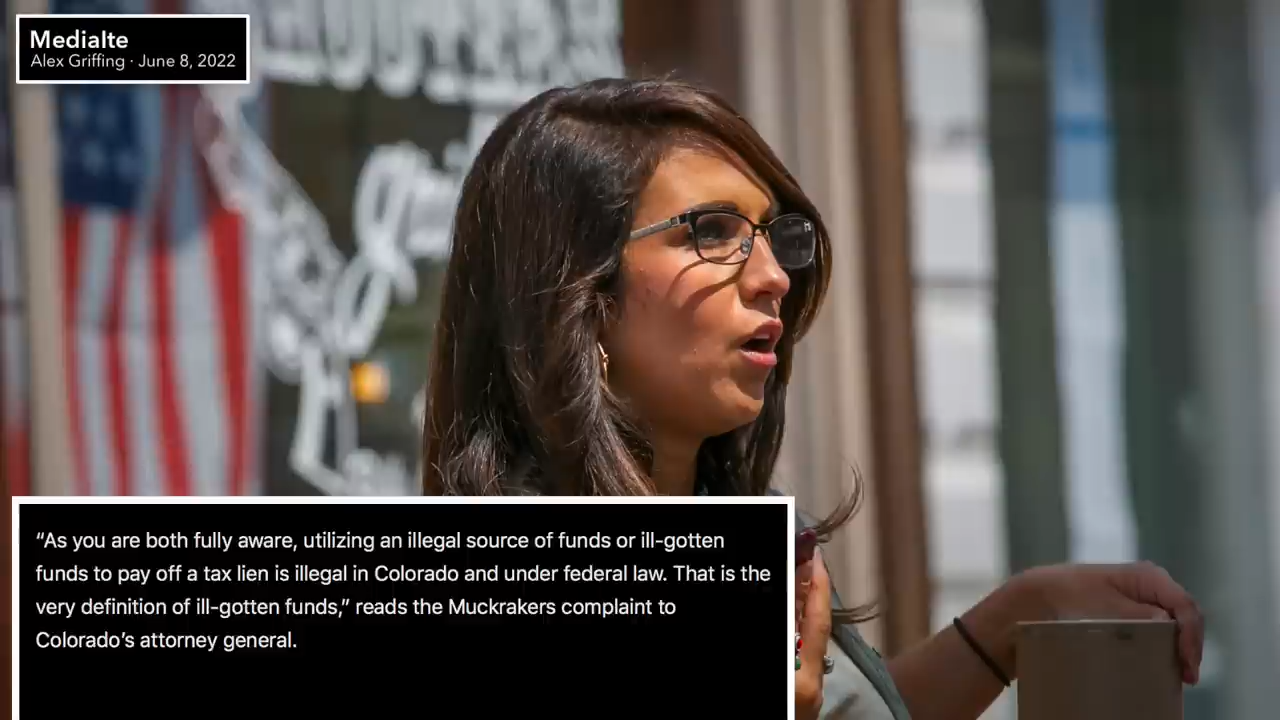 MediaIte
Alex Griffing · June 8, 2022
“As you are both fully aware, utilizing an illegal source of funds or ill-gotten
funds to pay off a tax lien is illegal in Colorado and under federal law. That is the
very definition of ill-gotten funds,” reads the Muckrakers complaint to
Colorado’s attorney general.